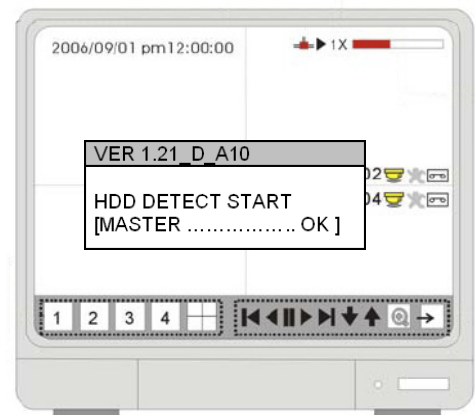 2006/09/01 pm12:00:00
1X
VER 1.21_D_A10
02
HDD DETECT START
04
[MASTER ................ OK ]
1 2 3 4